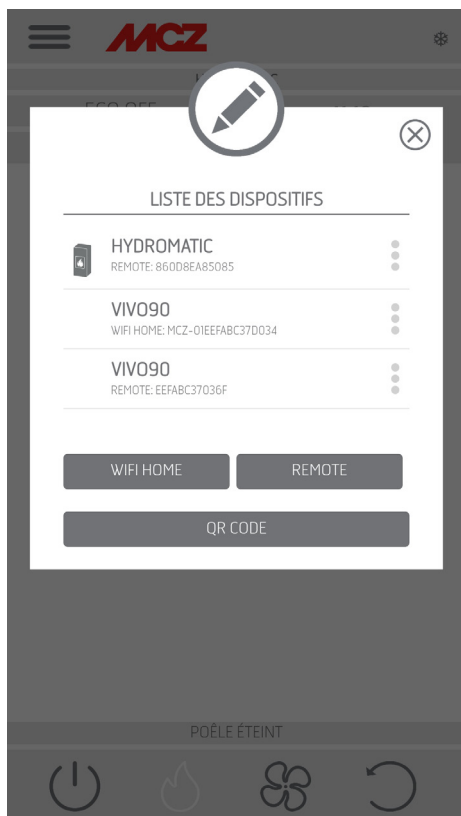 MCZ
LISTE DES DISPOSITIFS
HYDROMATIC
REMOTE: 860D8EA85085
VIVO90
WIFI HOME: MCZ-01EEFABC37D034
VIVO90
REMOTE: EEFABC37036F
WIFI HOME
REMOTE
QR CODE
POÊLE ÉTEINT